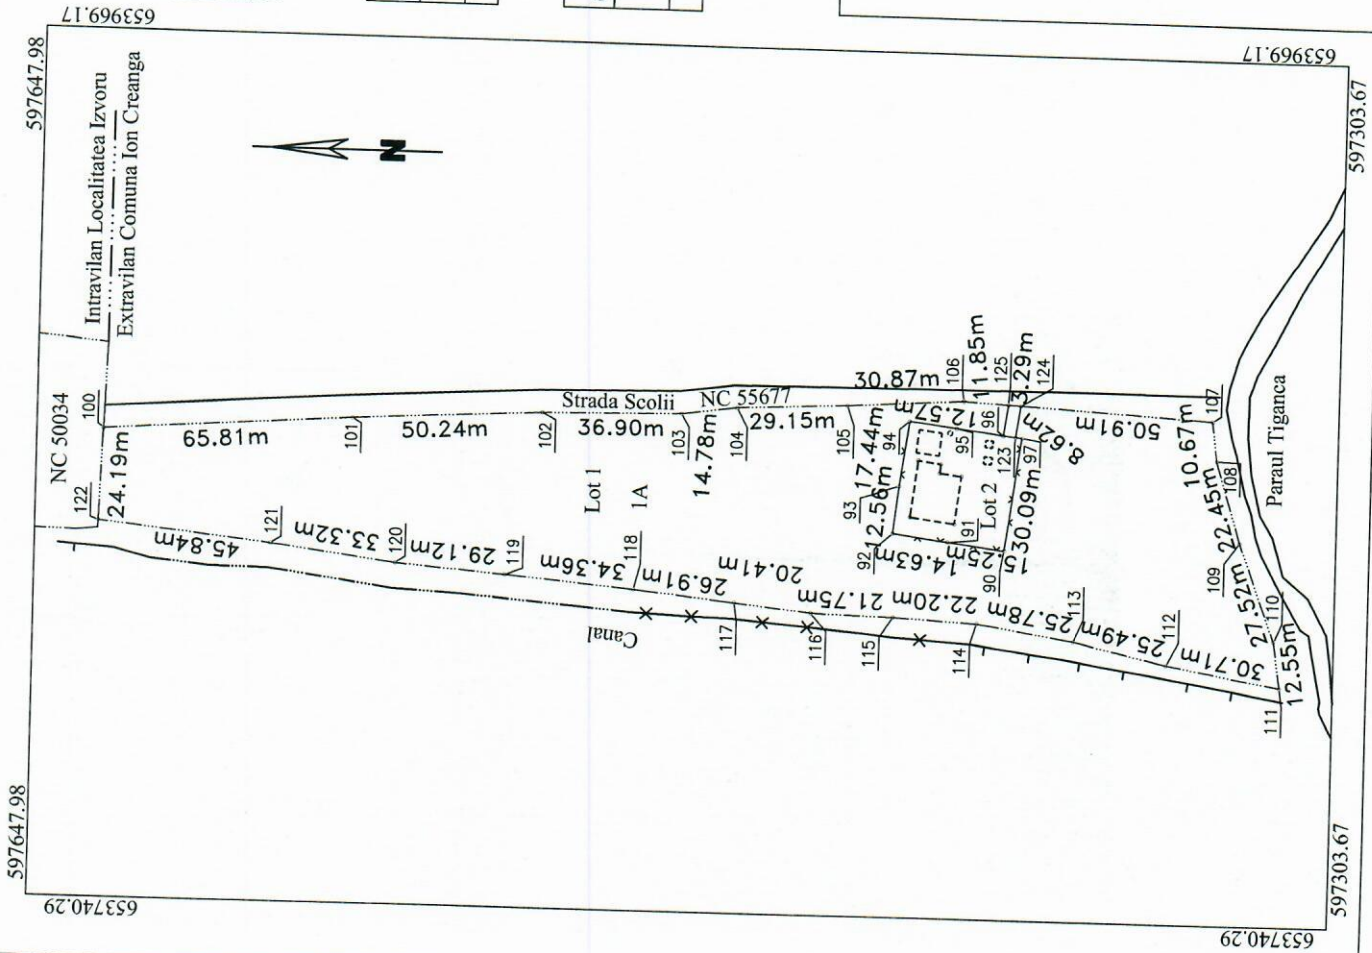 653969.17
597647.98
Intravilan Localitatea Izvoru
Extravilan Comuna Ion Creanga
653969.17
597303.67
N
NC 50034
100
122
24.19m
65.81m
101
50.24m
102
Strada Scolii
NC 55677
36.90m
103
14.78m
104
29.15m
105
30.87m
106
11.85m
125
3.29m
124
50.91m
107
10.67m
108
22.45m
109
27.52m
110
12.55m
111
30.71m
112
25.49m
113
25.78m
114
22.20m
115
21.75m
116
20.41m
117
26.91m
118
34.36m
119
29.12m
120
33.32m
121
45.84m
Lot 1
1A
Canal
17.44m
94
93
12.56m
92
14.63m
91
15.25m
90
30.09m
Lot 2
12.57m
95
96
123
97
8.62m
Paraul Tiganca
597647.98
653740.29
597303.67
653740.29